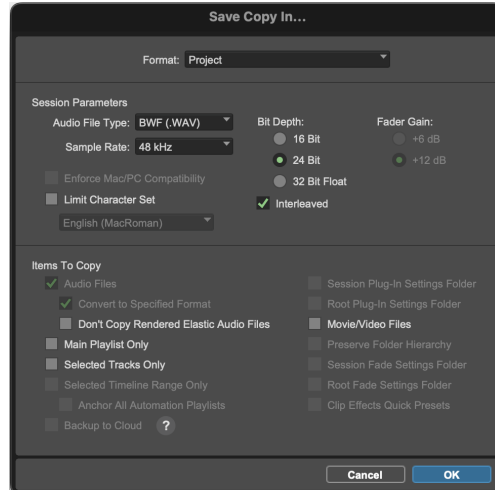 Save Copy In...
Format: Project
Session Parameters
Audio File Type: BWF (.WAV)
Sample Rate: 48 kHz
Enforce Mac/PC Compatibility
Limit Character Set
English (MacRoman)
Bit Depth:
16 Bit
24 Bit
32 Bit Float
Interleaved
Fader Gain:
+6 dB
+12 dB
Items To Copy
Audio Files
Convert to Specified Format
Don't Copy Rendered Elastic Audio Files
Main Playlist Only
Selected Tracks Only
Selected Timeline Range Only
Anchor All Automation Playlists
Backup to Cloud ?
Session Plug-In Settings Folder
Root Plug-In Settings Folder
Movie/Video Files
Preserve Folder Hierarchy
Session Fade Settings Folder
Root Fade Settings Folder
Clip Effects Quick Presets
Cancel
OK